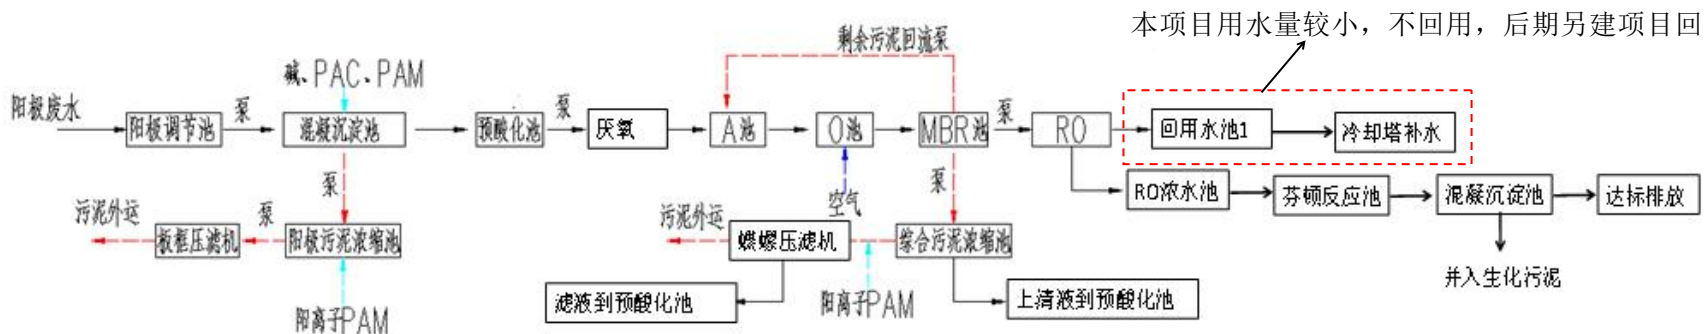 本项目用水量较小，不回用，后期另建项目回
剩余污泥回流泵
碱、PAC、PAM
阳极废水
阳极调节池
泵
混凝沉淀池
预酸化池
泵
厌氧
A池
O池
MBR池
泵
RO
回用水池1
冷却塔补水
RO浓水池
芬顿反应池
混凝沉淀池
达标排放
并入生化污泥
泵
泵
空气
污泥外运
板框压滤机
泵
阳极污泥浓缩池
阳离子PAM
污泥外运
蝶螺压滤机
综合污泥浓缩池
滤液到预酸化池
阳离子PAM
上清液到预酸化池